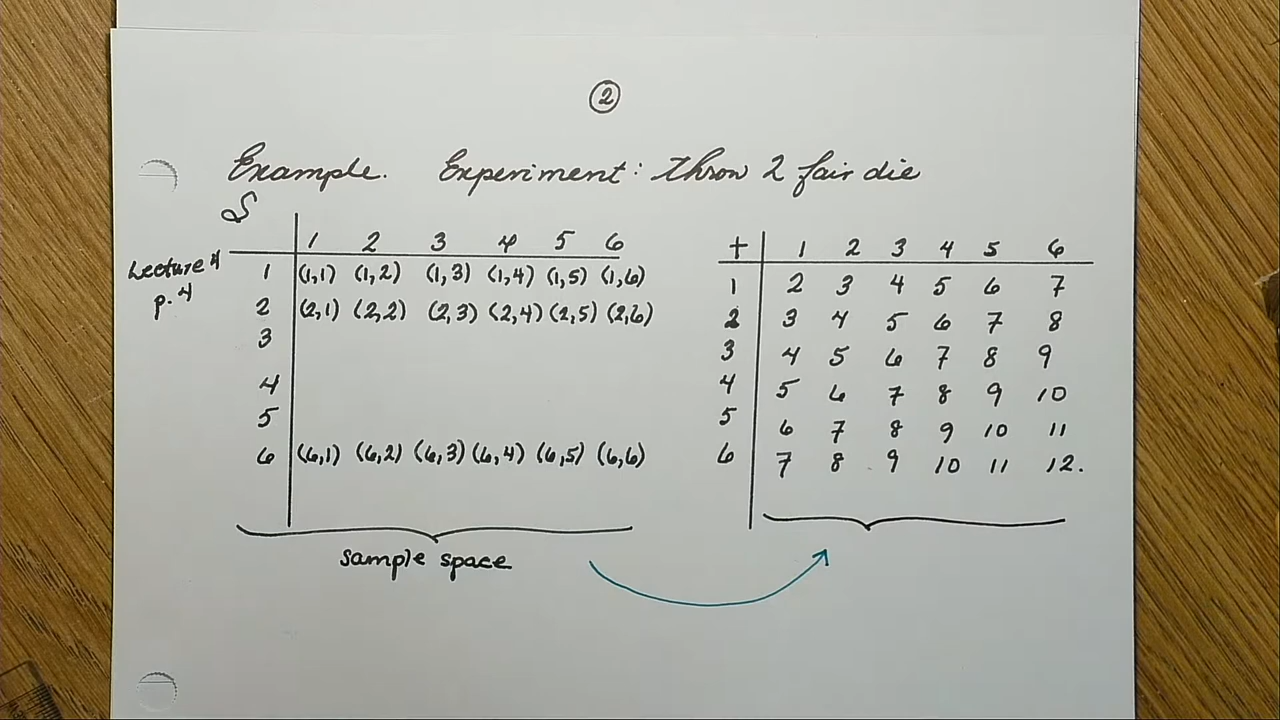 ②
Example. Experiment: throw 2 fair die
S
1 2 3 4 5 6
Lecture 4
p. 4
1 (1,1) (1,2) (1,3) (1,4) (1,5) (1,6)
2 (2,1) (2,2) (2,3) (2,4) (2,5) (2,6)
3
4
5
6 (6,1) (6,2) (6,3) (6,4) (6,5) (6,6)
sample space
+ 1 2 3 4 5 6
1 2 3 4 5 6 7
2 3 4 5 6 7 8
3 4 5 6 7 8 9
4 5 6 7 8 9 10
5 6 7 8 9 10 11
6 7 8 9 10 11 12.